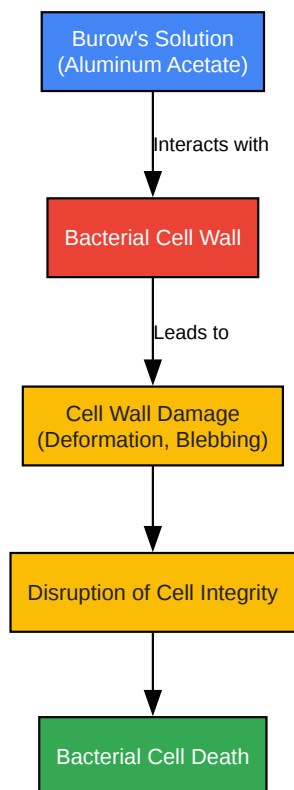 Burow's Solution
(Aluminum Acetate)
Interacts with
Bacterial Cell Wall
Leads to
Cell Wall Damage
(Deformation, Blebbing)
Disruption of Cell Integrity
Bacterial Cell Death